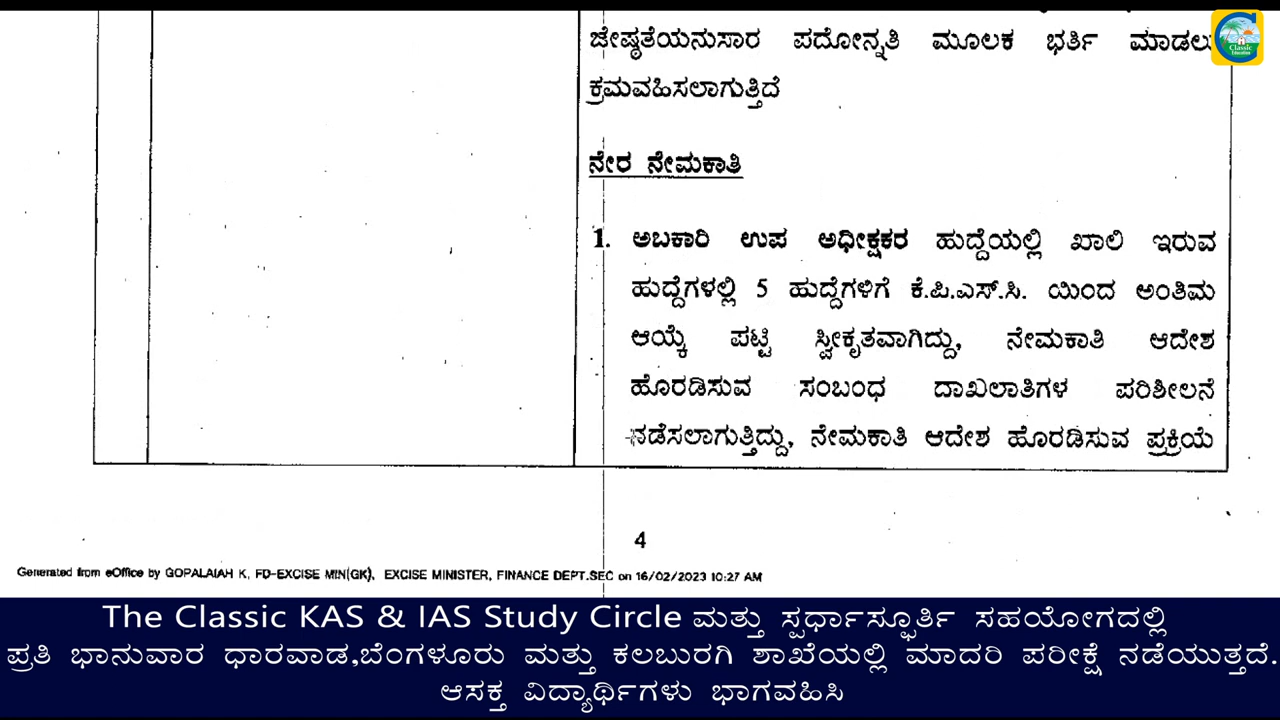 ಜೇಷ್ಠತೆಯನುಸಾರ ಪದೋನ್ನತಿ ಮೂಲಕ ಭರ್ತಿ ಮಾಡಲು
Classic
Education
ಕ್ರಮವಹಿಸಲಾಗುತ್ತಿದೆ
ನೇರ ನೇಮಕಾತಿ
1. ಅಬಕಾರಿ ಉಪ ಅಧೀಕ್ಷಕರ ಹುದ್ದೆಯಲ್ಲಿ ಖಾಲಿ ಇರುವ
ಹುದ್ದೆಗಳಲ್ಲಿ 5 ಹುದ್ದೆಗಳಿಗೆ ಕೆ.ಪಿ.ಎಸ್.ಸಿ. ಯಿಂದ ಅಂತಿಮ
ಆಯ್ಕೆ ಪಟ್ಟಿ ಸ್ವೀಕೃತವಾಗಿದ್ದು, ನೇಮಕಾತಿ ಆದೇಶ
ಹೊರಡಿಸುವ ಸಂಬಂಧ ದಾಖಲಾತಿಗಳ ಪರಿಶೀಲನೆ
ನಡೆಸಲಾಗುತ್ತಿದ್ದು, ನೇಮಕಾತಿ ಆದೇಶ ಹೊರಡಿಸುವ ಪ್ರಕ್ರಿಯೆ
4
Generated from eOffice by GOPALAIAH K, FD-EXCISE MIN(GK), EXCISE MINISTER, FINANCE DEPT.SEC on 16/02/2023 10:27 AM
The Classic KAS & IAS Study Circle ಮತ್ತು ಸ್ಪರ್ಧಾಸ್ಫೂರ್ತಿ ಸಹಯೋಗದಲ್ಲಿ
ಪ್ರತಿ ಭಾನುವಾರ ಧಾರವಾಡ,ಬೆಂಗಳೂರು ಮತ್ತು ಕಲಬುರಗಿ ಶಾಖೆಯಲ್ಲಿ ಮಾದರಿ ಪರೀಕ್ಷೆ ನಡೆಯುತ್ತದೆ.
ಆಸಕ್ತ ವಿದ್ಯಾರ್ಥಿಗಳು ಭಾಗವಹಿಸಿ